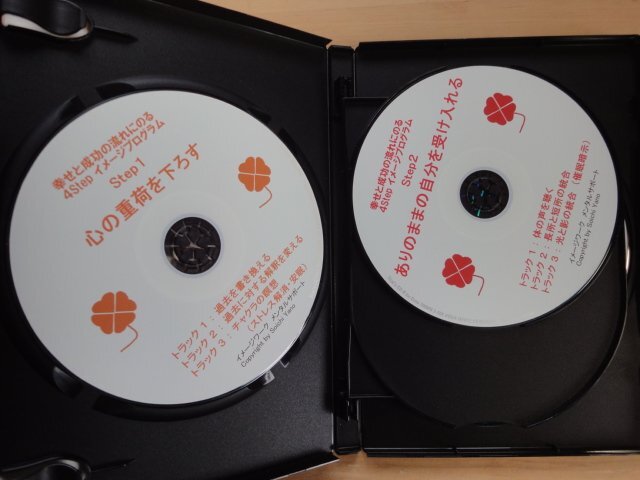 幸せと成功の流れにのる
4Step イメージプログラム
Step1
心の重荷を下ろす
トラック 1 : 過去を書き換える
トラック 2 : 過去に対する解釈を変える
トラック 3 : チャクラの瞑想
(ストレス解消・安眠)
イメージワーク メンタルサポート
Copyright by Soichi Yano
幸せと成功の流れにのる
4Step イメージプログラム
Step2
ありのままの自分を受け入れる
トラック 1 : 体の声を聴く
トラック 2 : 長所と短所の統合
トラック 3 : 光と影の統合 (催眠暗示)
イメージワーク メンタルサポート
Copyright by Soichi Yano